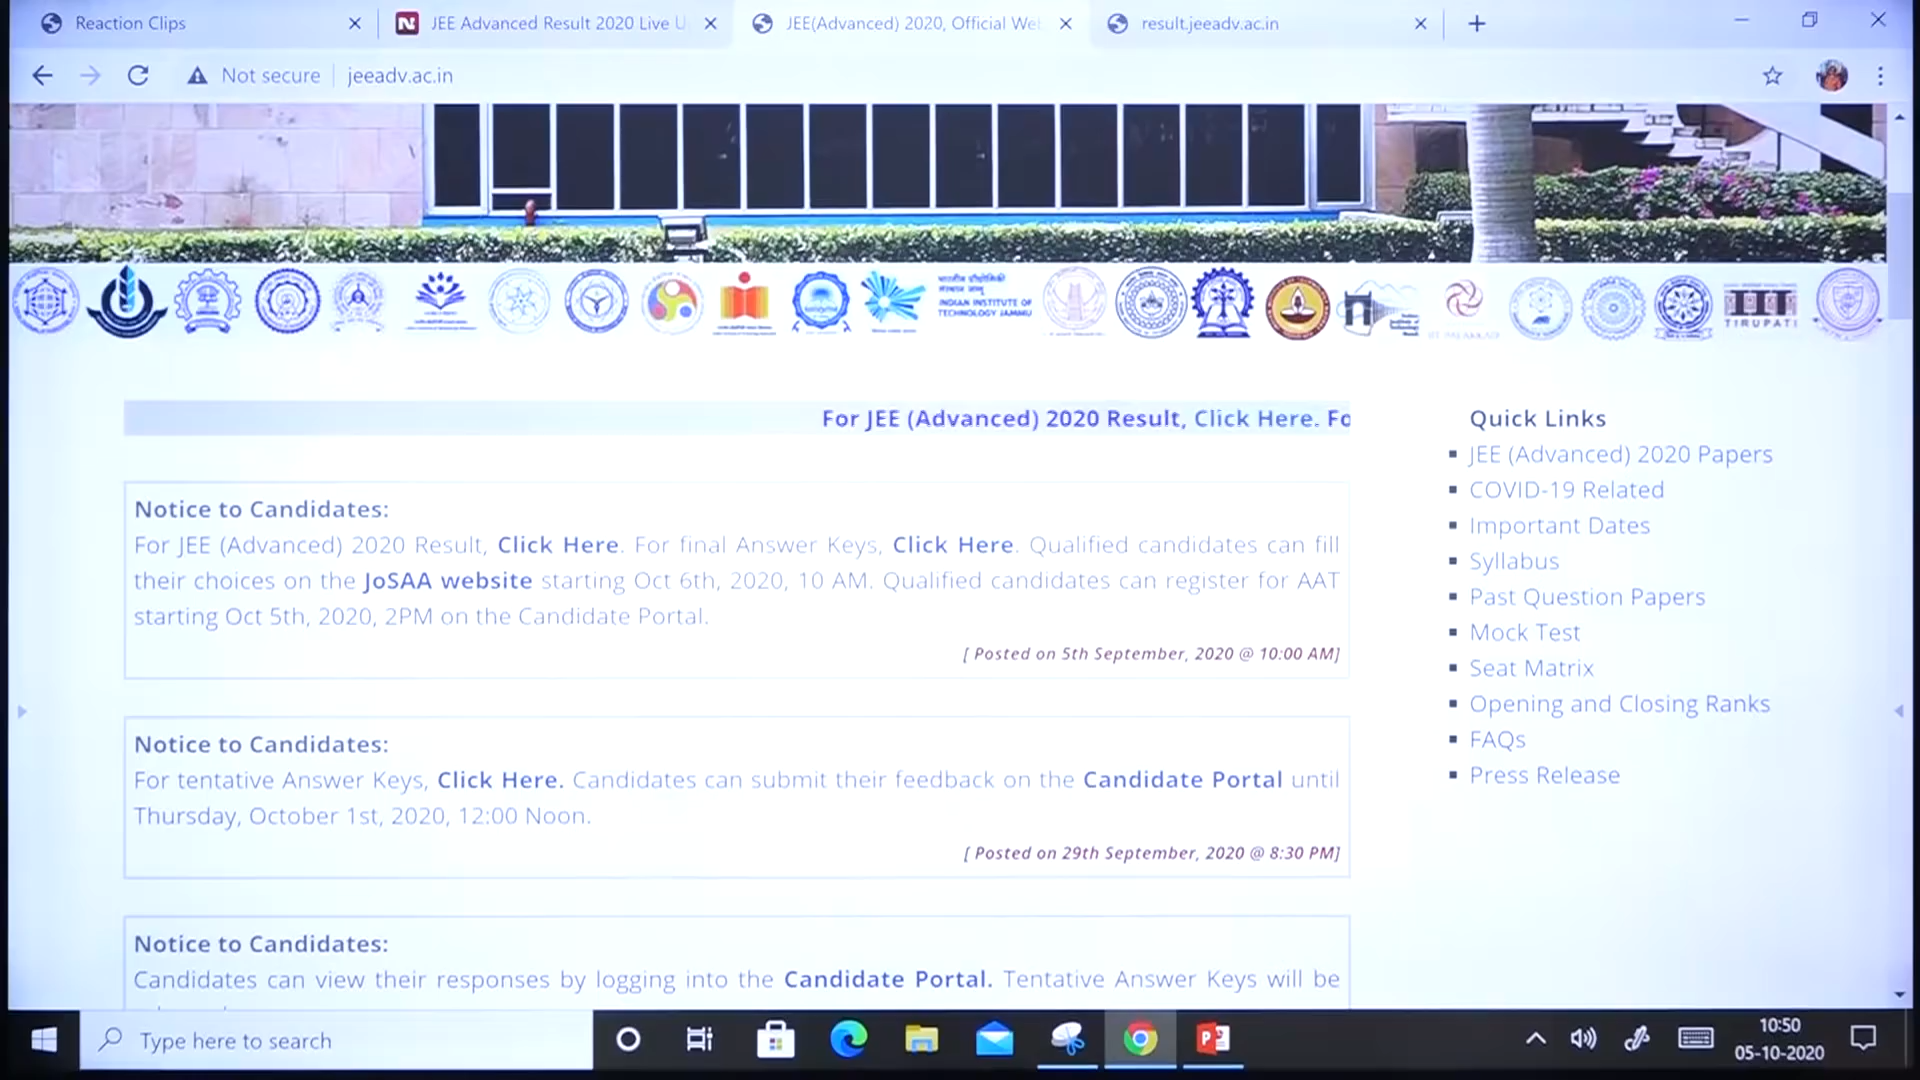 Reaction Clips
JEE Advanced Result 2020 Live U
JEE(Advanced) 2020, Official Wel
result.jeeadv.ac.in
Not secure
jeeadv.ac.in
INDIAN INSTITUTE OF
TECHNOLOGY JAMMU
TIRUPATI
For JEE (Advanced) 2020 Result, Click Here. Fo
Notice to Candidates:
For JEE (Advanced) 2020 Result, Click Here. For final Answer Keys, Click Here. Qualified candidates can fill
their choices on the JoSAA website starting Oct 6th, 2020, 10 AM. Qualified candidates can register for AAT
starting Oct 5th, 2020, 2PM on the Candidate Portal.
[ Posted on 5th September, 2020 @ 10:00 AM]
Notice to Candidates:
For tentative Answer Keys, Click Here. Candidates can submit their feedback on the Candidate Portal until
Thursday, October 1st, 2020, 12:00 Noon.
[ Posted on 29th September, 2020 @ 8:30 PM]
Notice to Candidates:
Candidates can view their responses by logging into the Candidate Portal. Tentative Answer Keys will be
Quick Links
JEE (Advanced) 2020 Papers
COVID-19 Related
Important Dates
Syllabus
Past Question Papers
Mock Test
Seat Matrix
Opening and Closing Ranks
FAQs
Press Release
Type here to search
10:50
05-10-2020